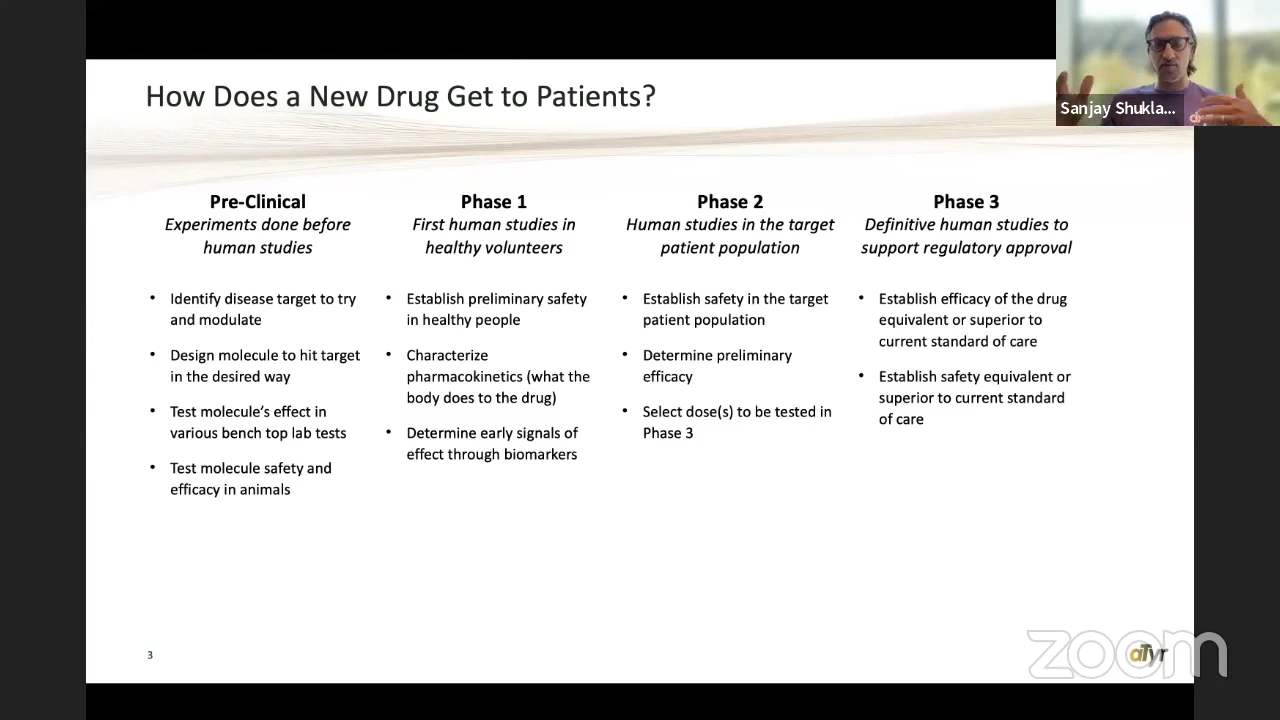 How Does a New Drug Get to Patients?
Sanjay Shukla...
Pre-Clinical
Experiments done before
human studies
• Identify disease target to try
and modulate
• Design molecule to hit target
in the desired way
• Test molecule's effect in
various bench top lab tests
• Test molecule safety and
efficacy in animals
Phase 1
First human studies in
healthy volunteers
• Establish preliminary safety
in healthy people
• Characterize
pharmacokinetics (what the
body does to the drug)
• Determine early signals of
effect through biomarkers
Phase 2
Human studies in the target
patient population
• Establish safety in the target
patient population
• Determine preliminary
efficacy
• Select dose(s) to be tested in
Phase 3
Phase 3
Definitive human studies to
support regulatory approval
• Establish efficacy of the drug
equivalent or superior to
current standard of care
• Establish safety equivalent or
superior to current standard
of care
3
aTyr
zoom